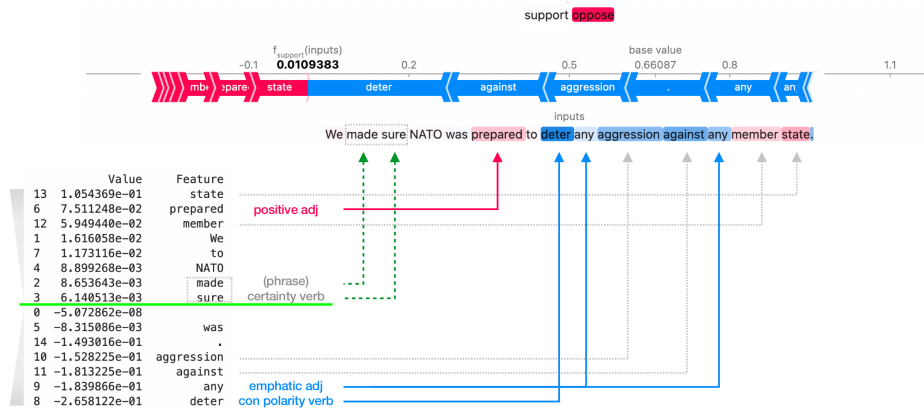 support oppose
f_support(inputs)
base value
0.0109383
-0.1 0.2 0.5 0.66087 0.8 1.1
mbe epared state deter against aggression . any an
inputs
We made sure NATO was prepared to deter any aggression against any member state.
Value Feature
13 1.054369e-01 state
6 7.511248e-02 prepared positive adj
12 5.949440e-02 member
1 1.616058e-02 We
7 1.173116e-02 to
4 8.899268e-03 NATO
2 8.653643e-03 made (phrase)
3 6.140513e-03 sure certainty verb
0 -5.072862e-08
5 -8.315086e-03 was
14 -1.493016e-01 .
10 -1.528225e-01 aggression
11 -1.813225e-01 against
9 -1.839866e-01 any emphatic adj
8 -2.658122e-01 deter con polarity verb